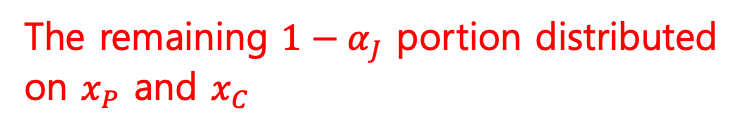 The remaining 1 − α_J portion distributed
on x_P and x_C